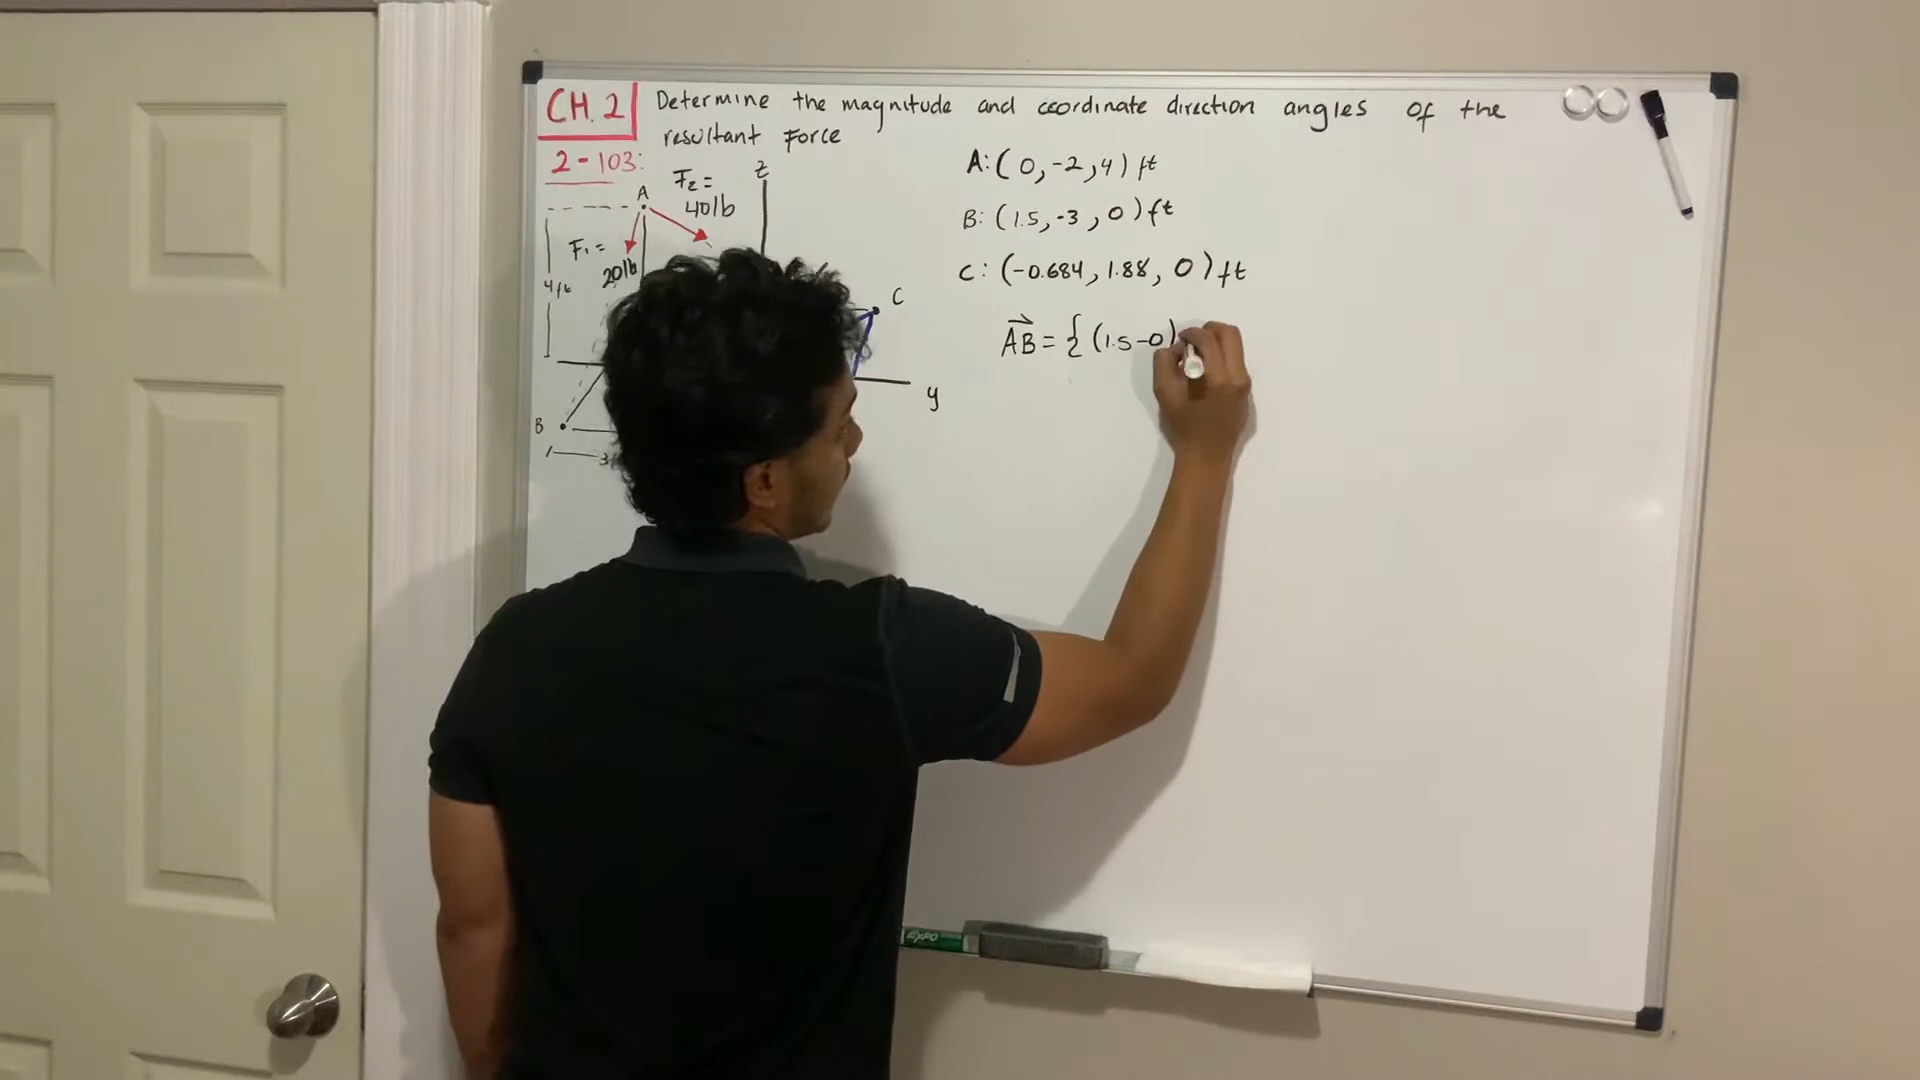 CH. 2
Determine the magnitude and coordinate direction angles of the
resultant Force
2-103:
A: (0, -2, 4) ft
B: (1.5, -3, 0) ft
C: (-0.684, 1.88, 0) ft
AB = { (1.5-0)
z
A
F₂ =
40lb
F₁ =
20lb
4ft
C
y
B
EXPO